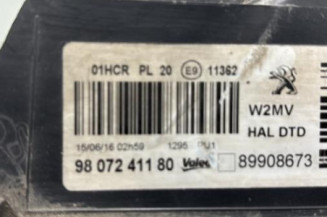 01HCR PL 20 E9 11362
W2MV
HAL DTD
15/06/16 02h59 1295
98 072 411 80 Valeo 89908673